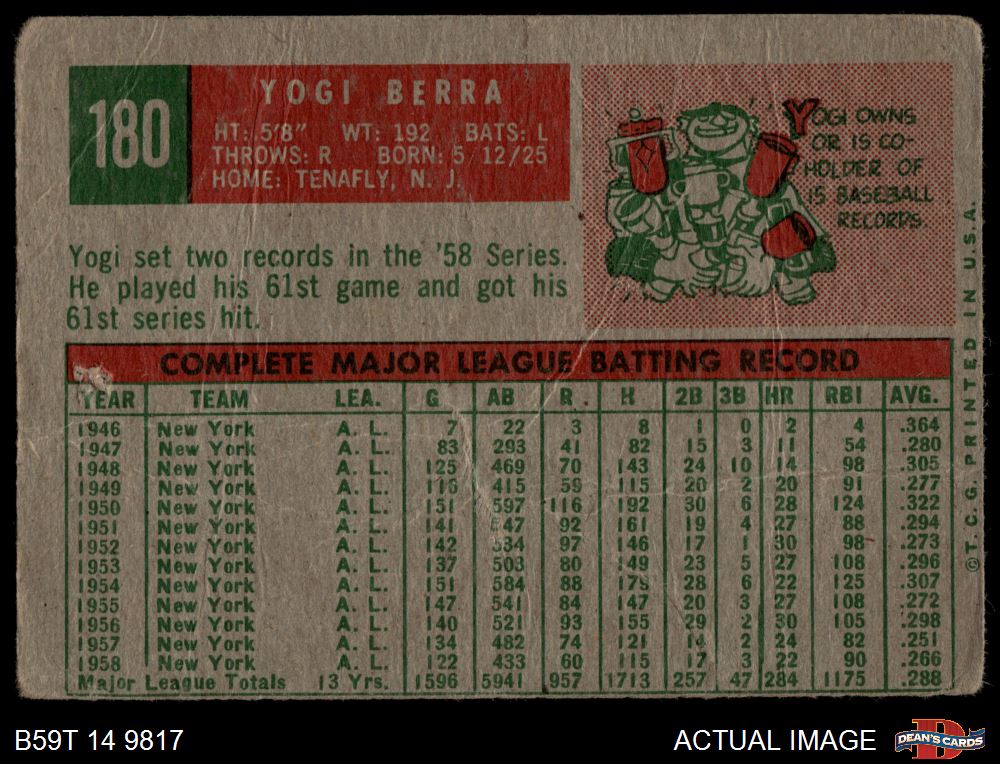 180
YOGI BERRA
HT: 5'8" WT: 192 BATS: L
THROWS: R BORN: 5/12/25
HOME: TENAFLY, N. J.
YOGI OWNS
OR IS CO-
HOLDER OF
15 BASEBALL
RECORDS.
Yogi set two records in the '58 Series.
He played his 61st game and got his
61st series hit.
COMPLETE MAJOR LEAGUE BATTING RECORD
YEAR TEAM LEA. G AB R. H 2B 3B HR RBI AVG.
1946 New York A. L. 7 22 3 8 1 0 2 4 .364
1947 New York A. L. 83 293 41 82 15 3 11 54 .280
1948 New York A. L. 125 469 70 143 24 10 14 98 .305
1949 New York A. L. 116 415 59 115 20 2 20 91 .277
1950 New York A. L. 151 597 116 192 30 6 28 124 .322
1951 New York A. L. 141 547 92 161 19 4 27 88 .294
1952 New York A. L. 142 534 97 146 17 1 30 98 .273
1953 New York A. L. 137 503 80 149 23 5 27 108 .296
1954 New York A. L. 151 584 88 179 28 6 22 125 .307
1955 New York A. L. 147 541 84 147 20 3 27 108 .272
1956 New York A. L. 140 521 93 155 29 2 30 105 .298
1957 New York A. L. 134 482 74 121 14 2 24 82 .251
1958 New York A. L. 122 433 60 115 17 3 22 90 .266
Major League Totals 13 Yrs. 1596 5941 957 1713 257 47 284 1175 .288
©T. C. G. PRINTED IN U.S.A.
B59T 14 9817
ACTUAL IMAGE
D
DEAN'S CARDS